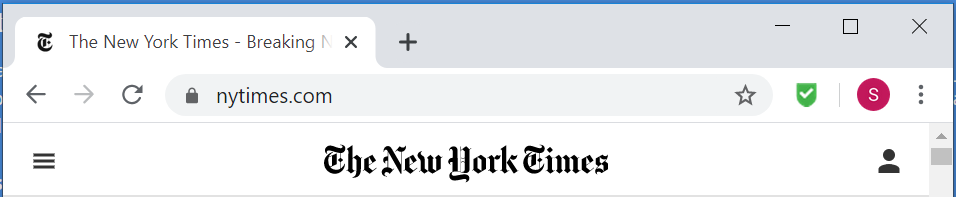 The New York Times - Breaking N
nytimes.com
S
The New York Times